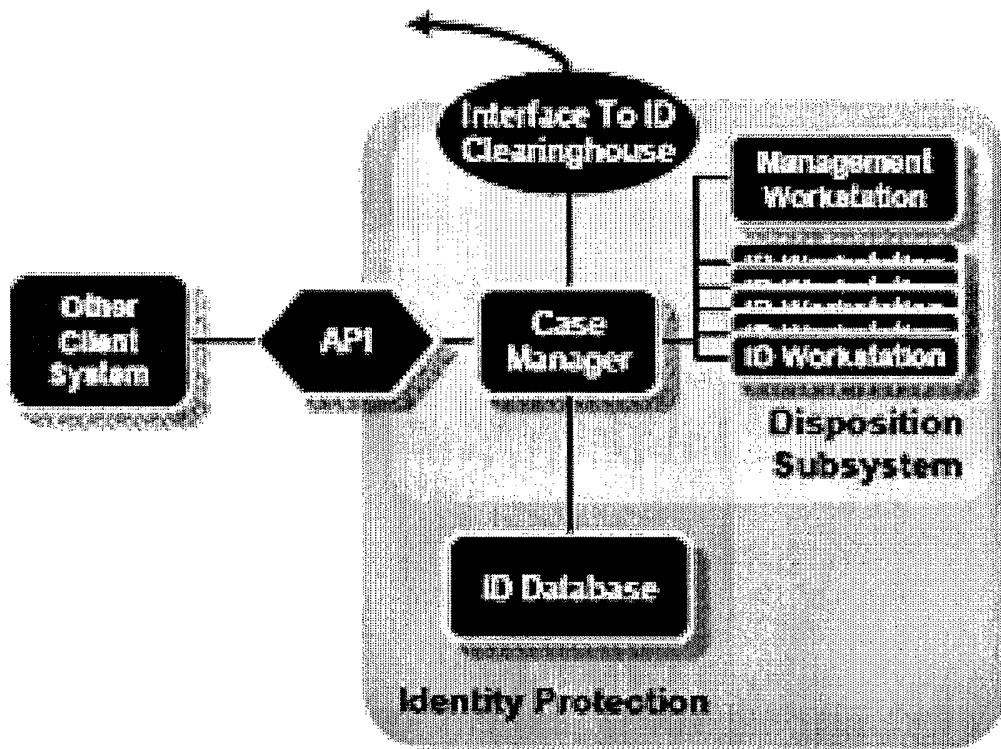 Interface To ID
Clearinghouse
Management
Workstation
Other
Client
System
API
Case
Manager
ID Workstation
Disposition
Subsystem
ID Database
Identity Protection